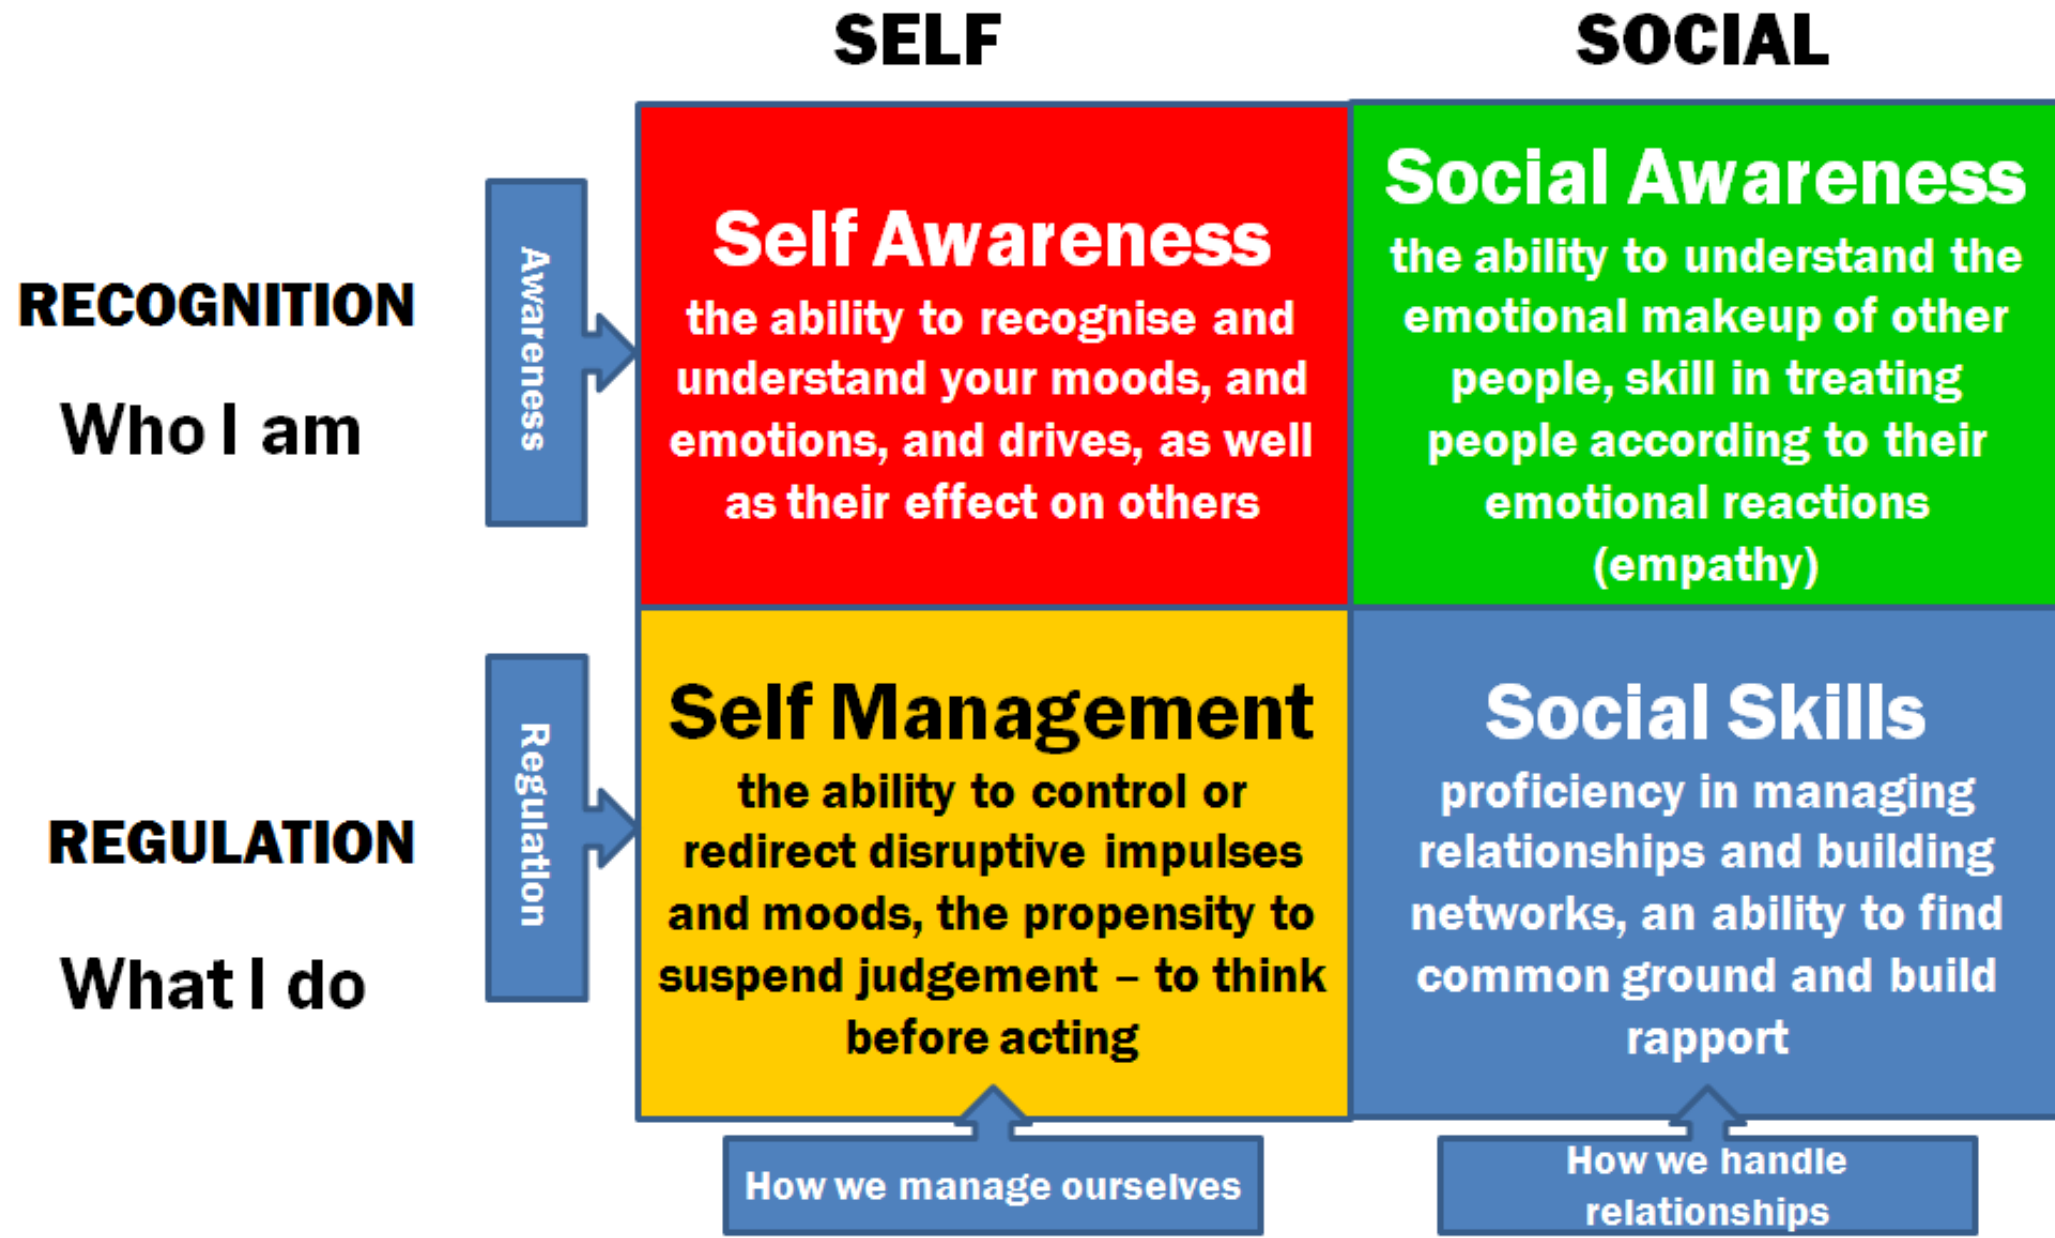 SELF
SOCIAL
RECOGNITION
Who I am
Awareness
Self Awareness
the ability to recognise and
understand your moods, and
emotions, and drives, as well
as their effect on others
Social Awareness
the ability to understand the
emotional makeup of other
people, skill in treating
people according to their
emotional reactions
(empathy)
REGULATION
What I do
Regulation
Self Management
the ability to control or
redirect disruptive impulses
and moods, the propensity to
suspend judgement – to think
before acting
Social Skills
proficiency in managing
relationships and building
networks, an ability to find
common ground and build
rapport
How we manage ourselves
How we handle
relationships